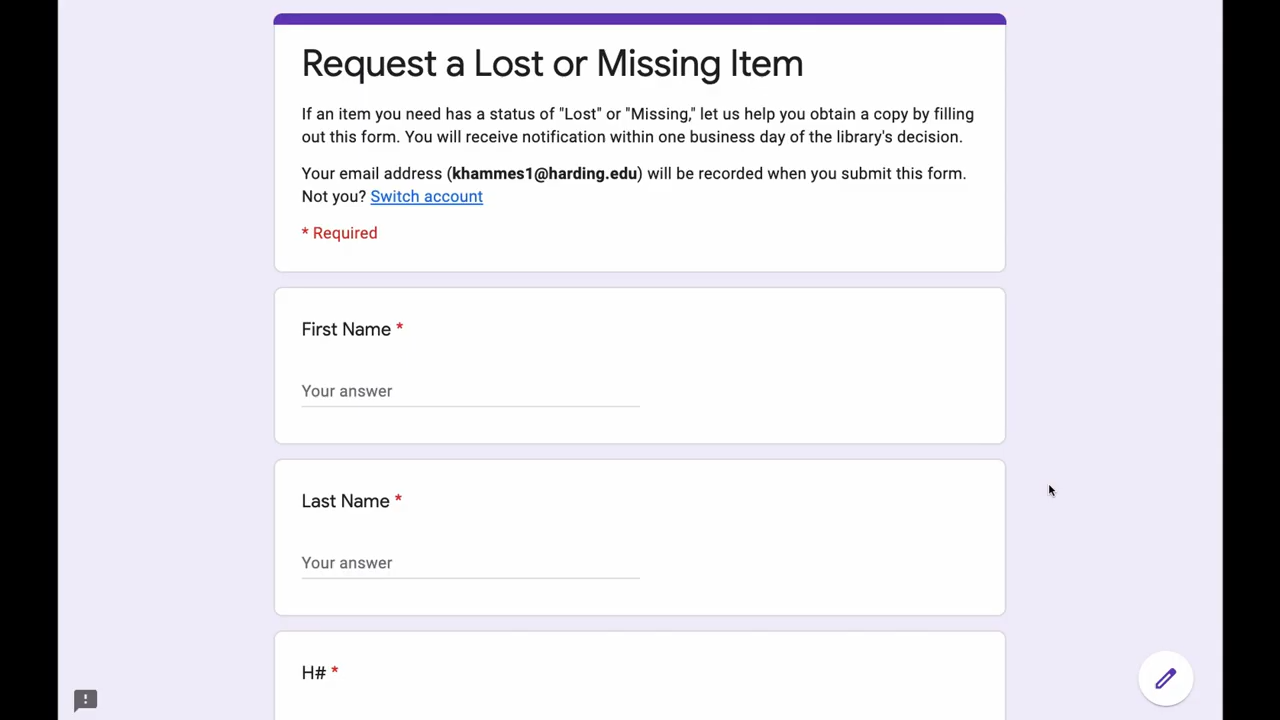 Request a Lost or Missing Item
If an item you need has a status of "Lost" or "Missing," let us help you obtain a copy by filling
out this form. You will receive notification within one business day of the library's decision.
Your email address (khammes1@harding.edu) will be recorded when you submit this form.
Not you? Switch account
* Required
First Name *
Your answer
Last Name *
Your answer
H# *